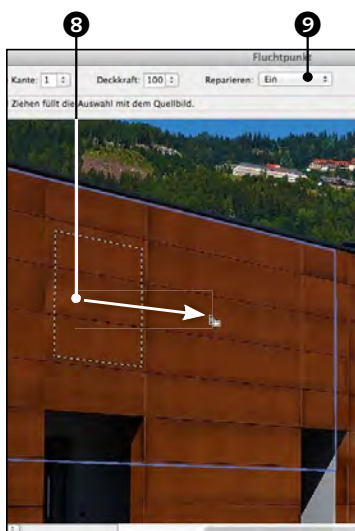 8 9
Fluchtpunkt
Kante: 1 Deckkraft: 100 Reparieren: Ein
Ziehen füllt die Auswahl mit dem Quellbild.